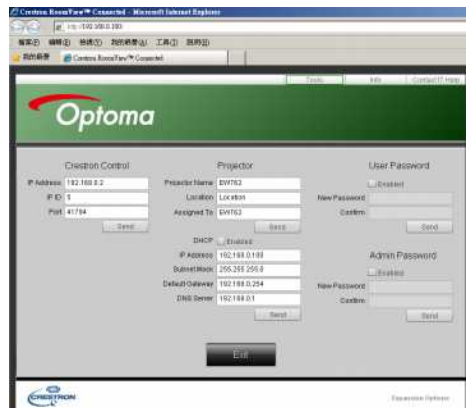 Crestron RoomView™ Connected - Microsoft Internet Explorer
我的最愛 Crestron RoomView™ Connected
Tools Info Contact IT Help
Optoma
Crestron Control
IP Address 192.168.0.2
IP ID 5
Port 41794
Send
Projector
Projector Name EW762
Location Location
Assigned To EW762
Send
DHCP Enabled
IP Address 192.168.0.100
Subnet Mask 255.255.255.0
Default Gateway 192.168.0.254
DNS Server 192.168.0.1
Send
User Password
Enabled
New Password
Confirm
Send
Admin Password
Enabled
New Password
Confirm
Send
Exit
CRESTRON
Expansion Options